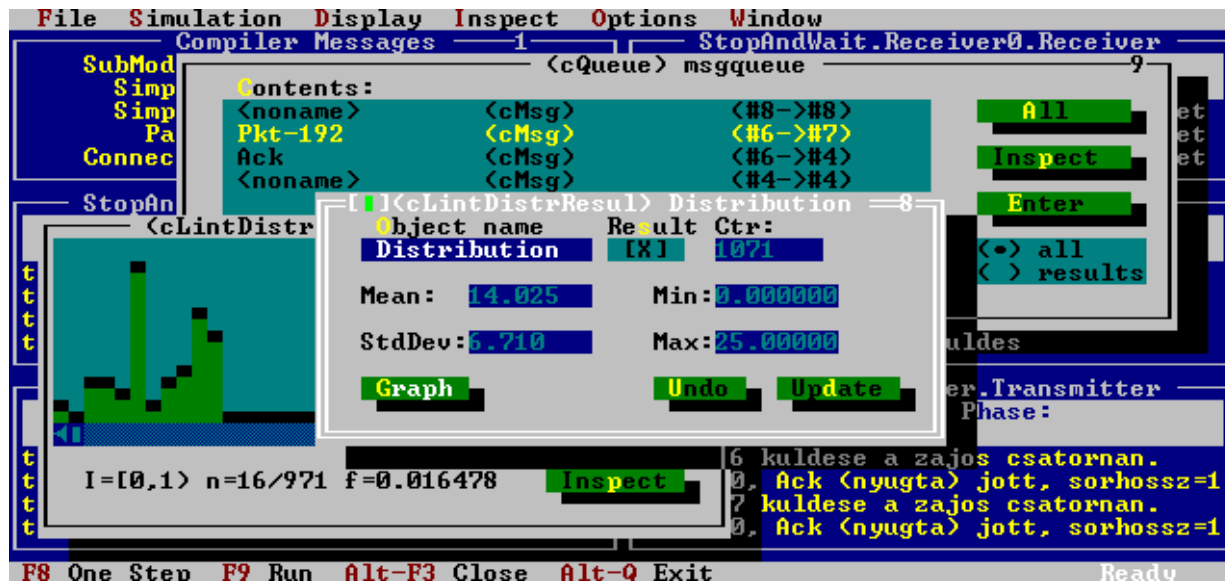 File Simulation Display Inspect Options Window
Compiler Messages 1
StopAndWait.Receiver0.Receiver
SubMod
Simp
Simp
Pa
Connec
(cQueue) msgqueue 9
Contents:
<noname> (cMsg) (#8->#8)
Pkt-192 (cMsg) (#6->#7)
Ack (cMsg) (#6->#4)
<noname> (cMsg) (#4->#4)
All
Inspect
Enter
(•) all
( ) results
et
et
et
StopAn
(cLintDistr
[▮](cLintDistrResul) Distribution 8
Object name Result Ctr:
Distribution [X] 1071
Mean: 14.025 Min: 0.000000
StdDev: 6.710 Max: 25.00000
Graph Undo Update
t
t
t
t
uldes
er.Transmitter
Phase:
I=[0,1) n=16/971 f=0.016478 Inspect
t
t
t
t
6 kuldese a zajos csatornan.
0, Ack (nyugta) jott, sorhossz=1
7 kuldese a zajos csatornan.
0, Ack (nyugta) jott, sorhossz=1
F8 One Step F9 Run Alt-F3 Close Alt-Q Exit Ready